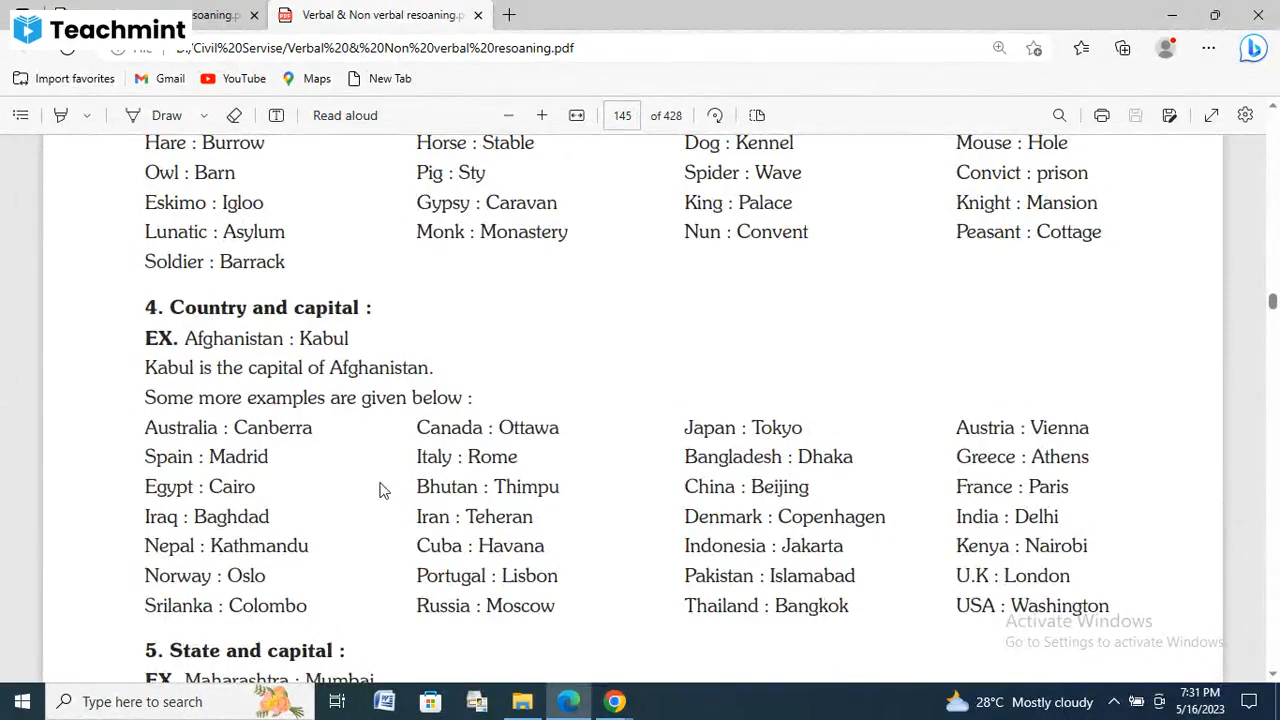 resoaning.p
Verbal & Non verbal resoaning.p
Teachmint
D:/Civil%20Servise/Verbal%20&%20Non%20verbal%20resoaning.pdf
Import favorites Gmail YouTube Maps New Tab
Draw Read aloud 145 of 428
Hare : Burrow Horse : Stable Dog : Kennel Mouse : Hole
Owl : Barn Pig : Sty Spider : Wave Convict : prison
Eskimo : Igloo Gypsy : Caravan King : Palace Knight : Mansion
Lunatic : Asylum Monk : Monastery Nun : Convent Peasant : Cottage
Soldier : Barrack
4. Country and capital :
EX. Afghanistan : Kabul
Kabul is the capital of Afghanistan.
Some more examples are given below :
Australia : Canberra Canada : Ottawa Japan : Tokyo Austria : Vienna
Spain : Madrid Italy : Rome Bangladesh : Dhaka Greece : Athens
Egypt : Cairo Bhutan : Thimpu China : Beijing France : Paris
Iraq : Baghdad Iran : Teheran Denmark : Copenhagen India : Delhi
Nepal : Kathmandu Cuba : Havana Indonesia : Jakarta Kenya : Nairobi
Norway : Oslo Portugal : Lisbon Pakistan : Islamabad U.K : London
Srilanka : Colombo Russia : Moscow Thailand : Bangkok USA : Washington
Activate Windows
Go to Settings to activate Windows.
5. State and capital :
EX. Maharashtra : Mumbai
Type here to search 28°C Mostly cloudy 7:31 PM
5/16/2023